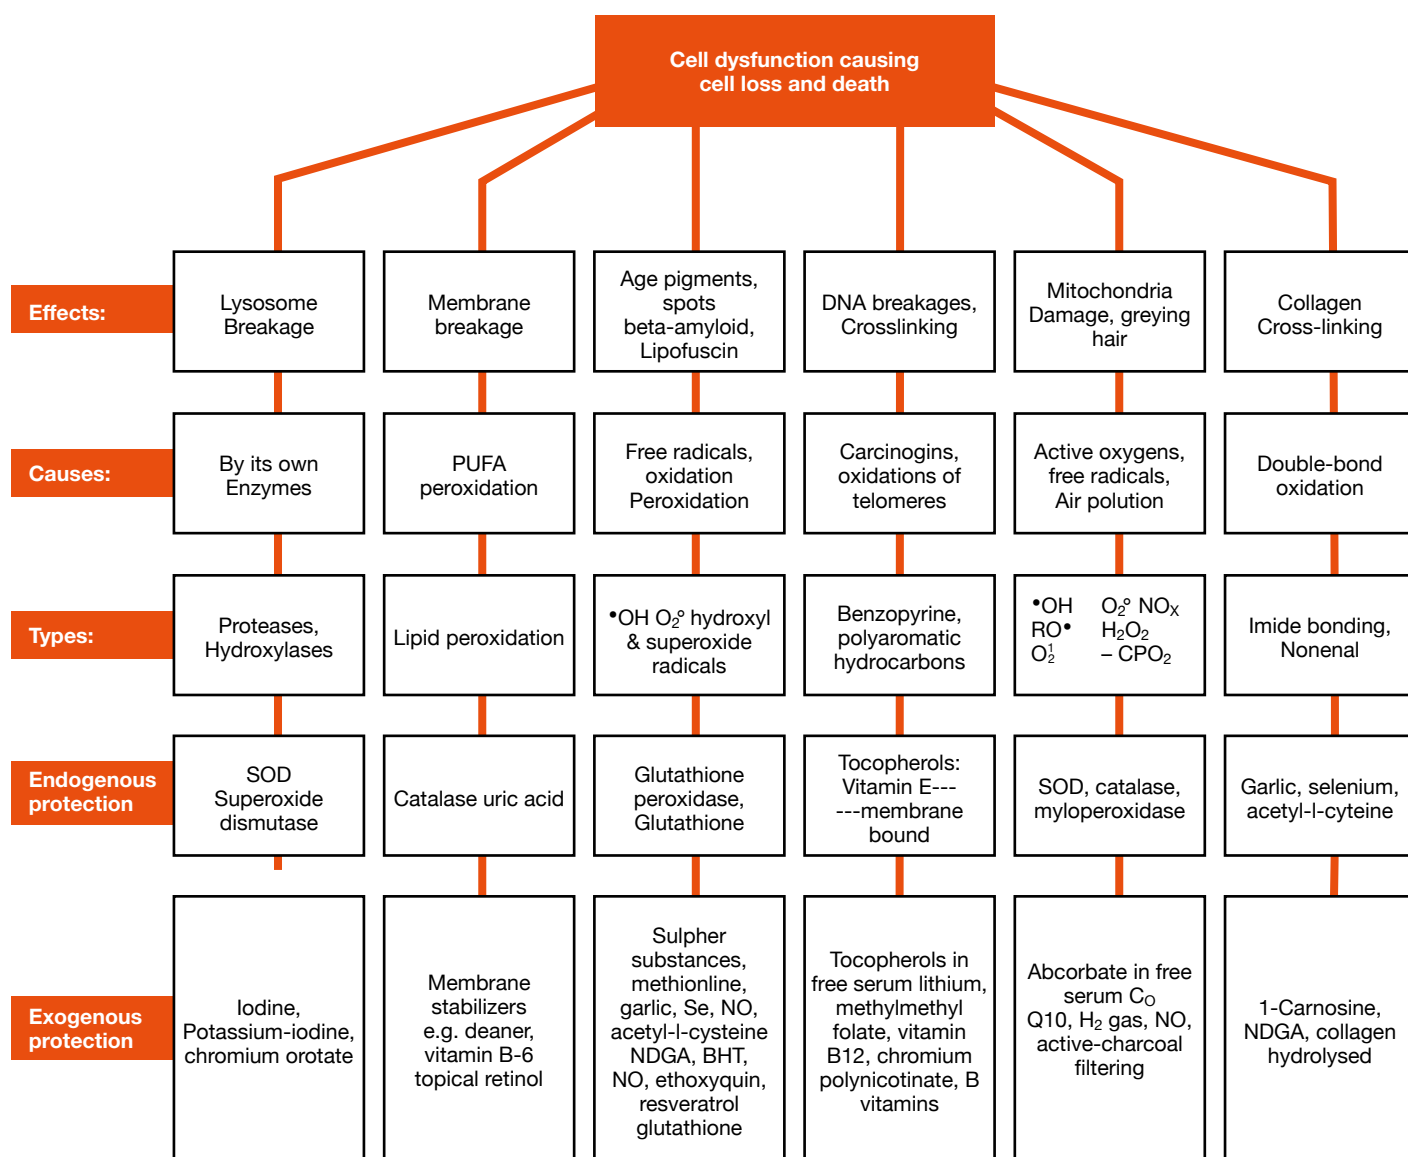 Cell dysfunction causing
cell loss and death
Effects:
Lysosome
Breakage
Membrane
breakage
Age pigments,
spots
beta-amyloid,
Lipofuscin
DNA breakages,
Crosslinking
Mitochondria
Damage, greying
hair
Collagen
Cross-linking
Causes:
By its own
Enzymes
PUFA
peroxidation
Free radicals,
oxidation
Peroxidation
Carcinogins,
oxidations of
telomeres
Active oxygens,
free radicals,
Air polution
Double-bond
oxidation
Types:
Proteases,
Hydroxylases
Lipid peroxidation
•OH O₂° hydroxyl
& superoxide
radicals
Benzopyrine,
polyaromatic
hydrocarbons
•OH O₂° NOₓ
RO• H₂O₂
O₂¹ – CPO₂
Imide bonding,
Nonenal
Endogenous
protection
SOD
Superoxide
dismutase
Catalase uric acid
Glutathione
peroxidase,
Glutathione
Tocopherols:
Vitamin E---
---membrane
bound
SOD, catalase,
myloperoxidase
Garlic, selenium,
acetyl-l-cyteine
Exogenous
protection
Iodine,
Potassium-iodine,
chromium orotate
Membrane
stabilizers
e.g. deaner,
vitamin B-6
topical retinol
Sulpher
substances,
methionline,
garlic, Se, NO,
acetyl-l-cysteine
NDGA, BHT,
NO, ethoxyquin,
resveratrol
glutathione
Tocopherols in
free serum lithium,
methylmethyl
folate, vitamin
B12, chromium
polynicotinate, B
vitamins
Abcorbate in free
serum C₀
Q10, H₂ gas, NO,
active-charcoal
filtering
1-Carnosine,
NDGA, collagen
hydrolysed